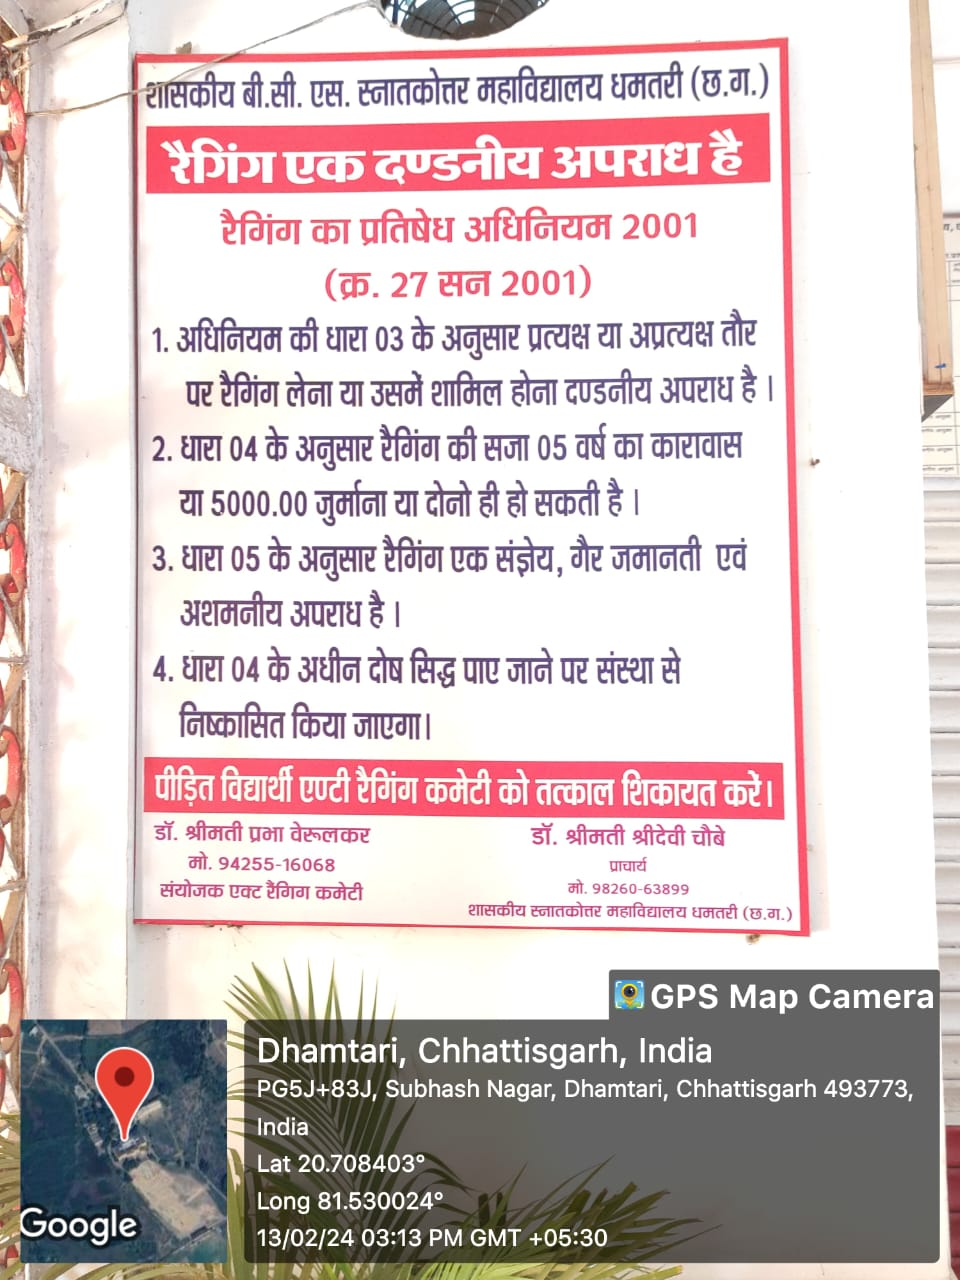 शासकीय बी.सी. एस. स्नातकोत्तर महाविद्यालय धमतरी (छ.ग.)
रैगिंग एक दण्डनीय अपराध है
रैगिंग का प्रतिषेध अधिनियम 2001
(क्र. 27 सन 2001)
1. अधिनियम की धारा 03 के अनुसार प्रत्यक्ष या अप्रत्यक्ष तौर
पर रैगिंग लेना या उसमें शामिल होना दण्डनीय अपराध है ।
2. धारा 04 के अनुसार रैगिंग की सजा 05 वर्ष का कारावास
या 5000.00 जुर्माना या दोनो ही हो सकती है ।
3. धारा 05 के अनुसार रैगिंग एक संज्ञेय, गैर जमानती एवं
अशमनीय अपराध है ।
4. धारा 04 के अधीन दोष सिद्ध पाए जाने पर संस्था से
निष्कासित किया जाएगा।
पीड़ित विद्यार्थी एण्टी रैगिंग कमेटी को तत्काल शिकायत करें।
डॉ. श्रीमती प्रभा वेरूलकर
मो. 94255-16068
संयोजक एक्ट रैगिग कमेटी
डॉ. श्रीमती श्रीदेवी चौबे
प्राचार्य
मो. 98260-63899
शासकीय स्नातकोत्तर महाविद्यालय धमतरी (छ.ग.)
GPS Map Camera
Dhamtari, Chhattisgarh, India
PG5J+83J, Subhash Nagar, Dhamtari, Chhattisgarh 493773,
India
Lat 20.708403°
Long 81.530024°
13/02/24 03:13 PM GMT +05:30
Google